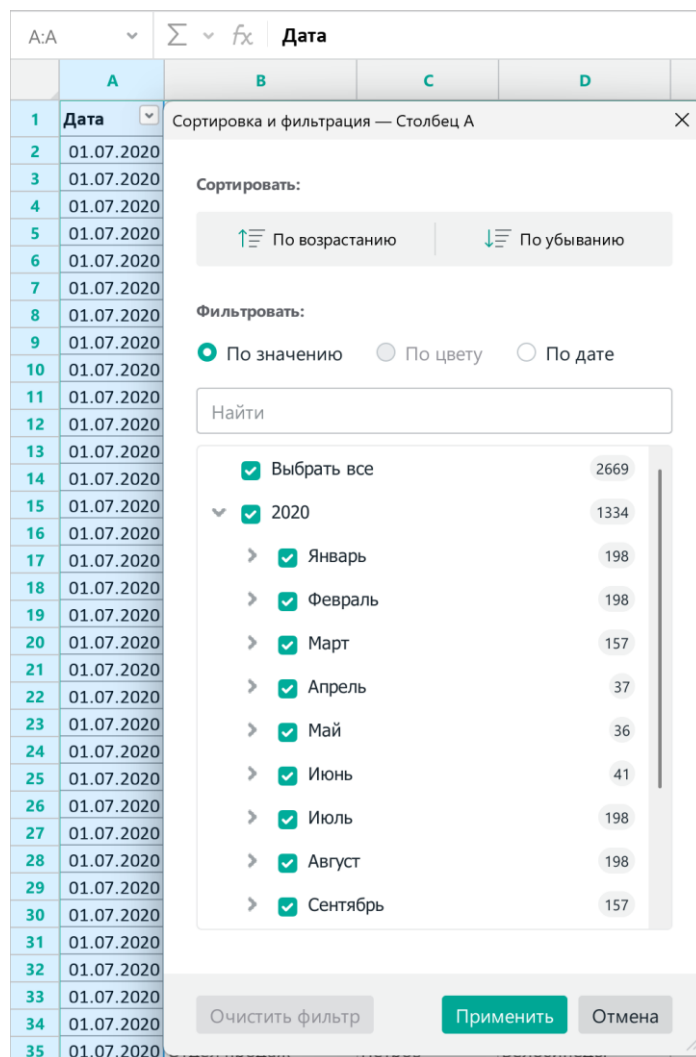 A:A Σ fx Дата
A B C D
1 Дата
Сортировка и фильтрация — Столбец A
2 01.07.2020
3 01.07.2020
4 01.07.2020
5 01.07.2020
6 01.07.2020
7 01.07.2020
8 01.07.2020
9 01.07.2020
10 01.07.2020
11 01.07.2020
12 01.07.2020
13 01.07.2020
14 01.07.2020
15 01.07.2020
16 01.07.2020
17 01.07.2020
18 01.07.2020
19 01.07.2020
20 01.07.2020
21 01.07.2020
22 01.07.2020
23 01.07.2020
24 01.07.2020
25 01.07.2020
26 01.07.2020
27 01.07.2020
28 01.07.2020
29 01.07.2020
30 01.07.2020
31 01.07.2020
32 01.07.2020
33 01.07.2020
34 01.07.2020
35 01.07.2020
Сортировать:
По возрастанию По убыванию
Фильтровать:
По значению По цвету По дате
Найти
Выбрать все 2669
2020 1334
Январь 198
Февраль 198
Март 157
Апрель 37
Май 36
Июнь 41
Июль 198
Август 198
Сентябрь 157
Очистить фильтр Применить Отмена